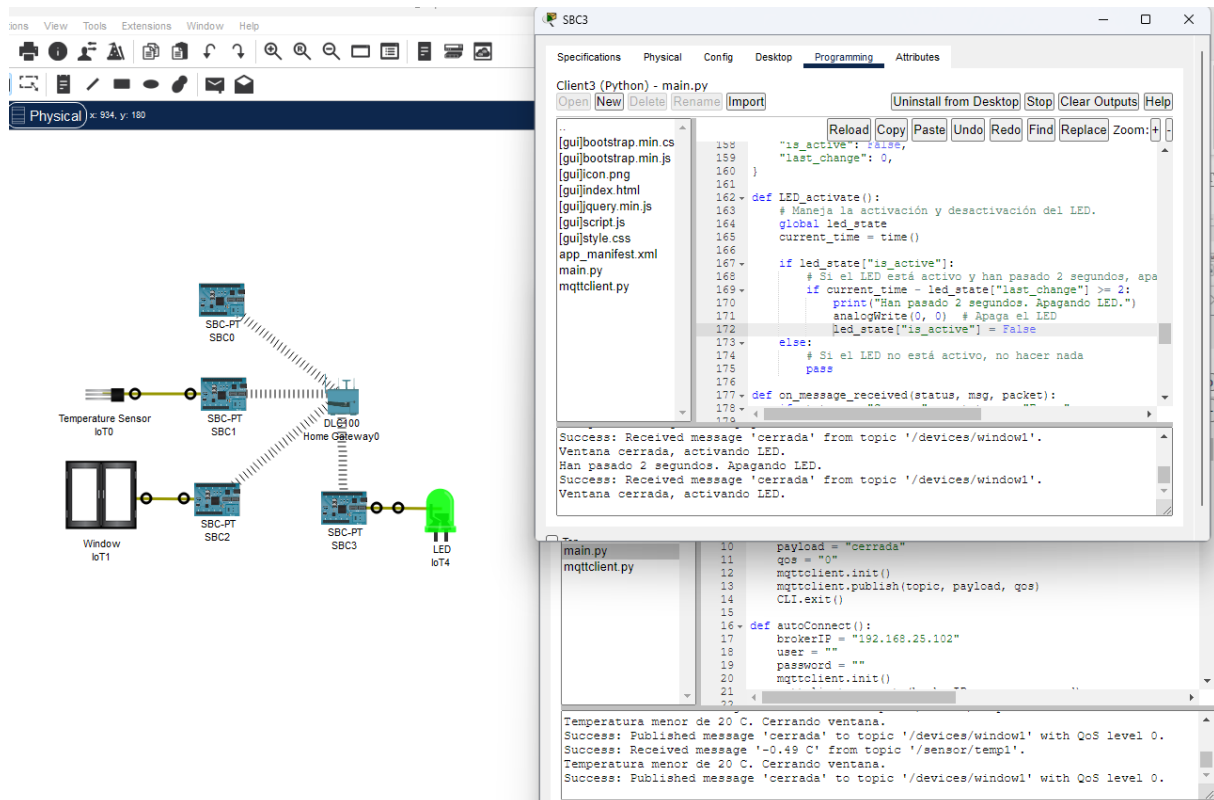 ions View Tools Extensions Window Help
Physical x: 934, y: 180
SBC-PT
SBC0
Temperature Sensor
IoT0
SBC-PT
SBC1
DLC100
Home Gateway0
Window
IoT1
SBC-PT
SBC2
SBC-PT
SBC3
LED
IoT4
SBC3
Specifications Physical Config Desktop Programming Attributes
Client3 (Python) - main.py
Open New Delete Rename Import Uninstall from Desktop Stop Clear Outputs Help
Reload Copy Paste Undo Redo Find Replace Zoom: + -
..
[gui]bootstrap.min.cs
[gui]bootstrap.min.js
[gui]icon.png
[gui]index.html
[gui]jquery.min.js
[gui]script.js
[gui]style.css
app_manifest.xml
main.py
mqttclient.py
158 "is_active": False,
159 "last_change": 0,
160 }
161
162 def LED_activate():
163 # Maneja la activación y desactivación del LED.
164 global led_state
165 current_time = time()
166
167 if led_state["is_active"]:
168 # Si el LED está activo y han pasado 2 segundos, apa
169 if current_time - led_state["last_change"] >= 2:
170 print("Han pasado 2 segundos. Apagando LED.")
171 analogWrite(0, 0) # Apaga el LED
172 led_state["is_active"] = False
173 else:
174 # Si el LED no está activo, no hacer nada
175 pass
176
177 def on_message_received(status, msg, packet):
178
179
Success: Received message 'cerrada' from topic '/devices/window1'.
Ventana cerrada, activando LED.
Han pasado 2 segundos. Apagando LED.
Success: Received message 'cerrada' from topic '/devices/window1'.
Ventana cerrada, activando LED.
Top
main.py
mqttclient.py
10 payload = "cerrada"
11 qos = "0"
12 mqttclient.init()
13 mqttclient.publish(topic, payload, qos)
14 CLI.exit()
15
16 def autoConnect():
17 brokerIP = "192.168.25.102"
18 user = ""
19 password = ""
20 mqttclient.init()
21
22
Temperatura menor de 20 C. Cerrando ventana.
Success: Published message 'cerrada' to topic '/devices/window1' with QoS level 0.
Success: Received message '-0.49 C' from topic '/sensor/temp1'.
Temperatura menor de 20 C. Cerrando ventana.
Success: Published message 'cerrada' to topic '/devices/window1' with QoS level 0.